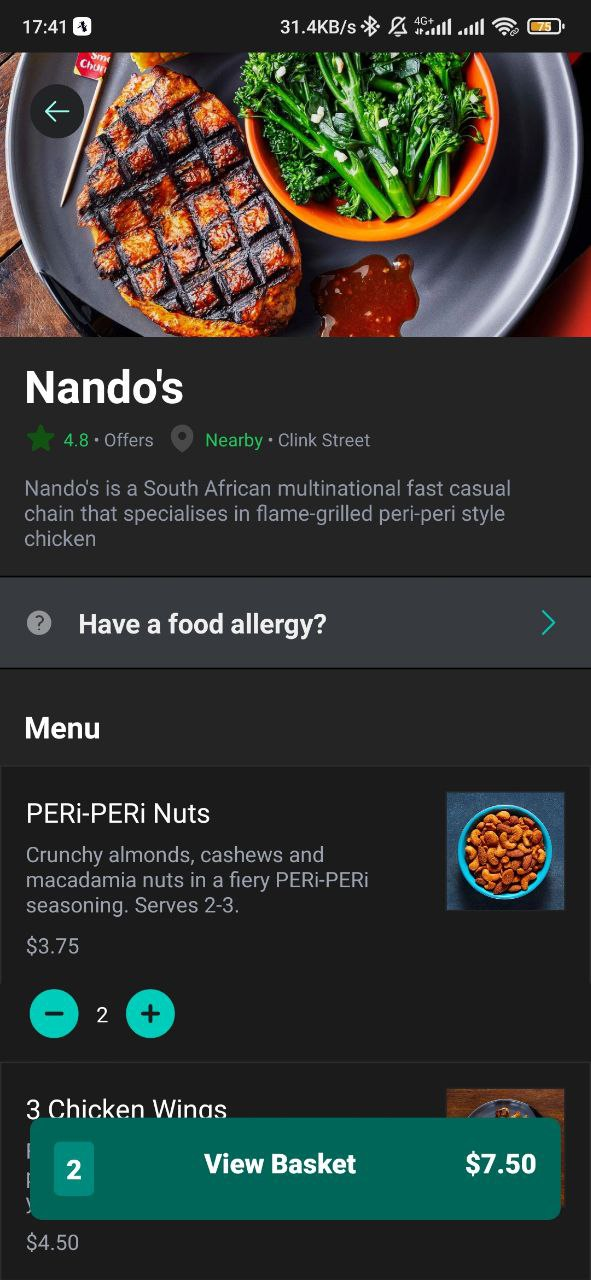 17:41
31.4KB/s
4G+
75
Nando's
4.8 • Offers
Nearby • Clink Street
Nando's is a South African multinational fast casual
chain that specialises in flame-grilled peri-peri style
chicken
? Have a food allergy?
Menu
PERi-PERi Nuts
Crunchy almonds, cashews and
macadamia nuts in a fiery PERi-PERi
seasoning. Serves 2-3.
$3.75
− 2 +
3 Chicken Wings
2 View Basket $7.50
$4.50